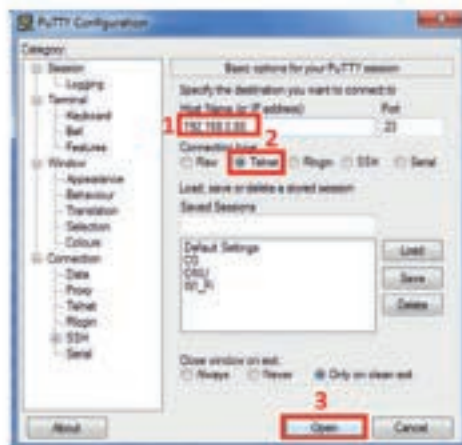 PuTTY Configuration
Category:
Session
Logging
Terminal
Keyboard
Bell
Features
Window
Appearance
Behaviour
Translation
Selection
Colours
Connection
Data
Proxy
Telnet
Rlogin
SSH
Serial
Basic options for your PuTTY session
Specify the destination you want to connect to
Host Name (or IP address) Port
1 23
Connection type: 2
Raw Telnet Rlogin SSH Serial
Load, save or delete a stored session
Saved Sessions
Default Settings
Load
Save
Delete
Close window on exit:
Always Never Only on clean exit
3
About Open Cancel